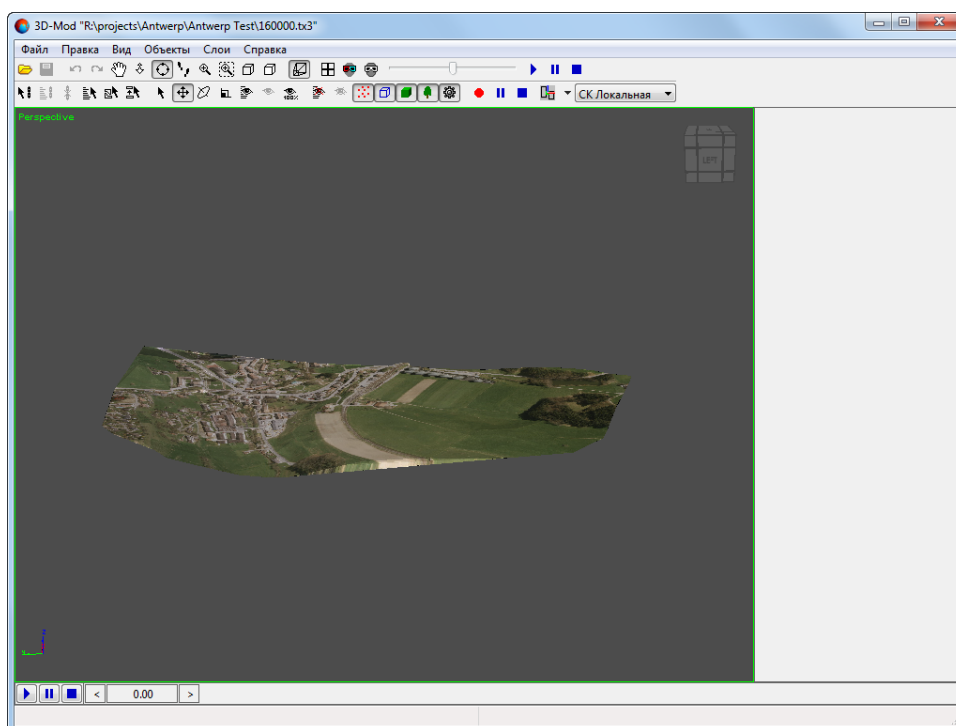 3D-Mod "R:\projects\Antwerp\Antwerp Test\160000.tx3"
Файл Правка Вид Объекты Слои Справка
СК Локальная
Perspective
LEFT
z
< 0.00 >